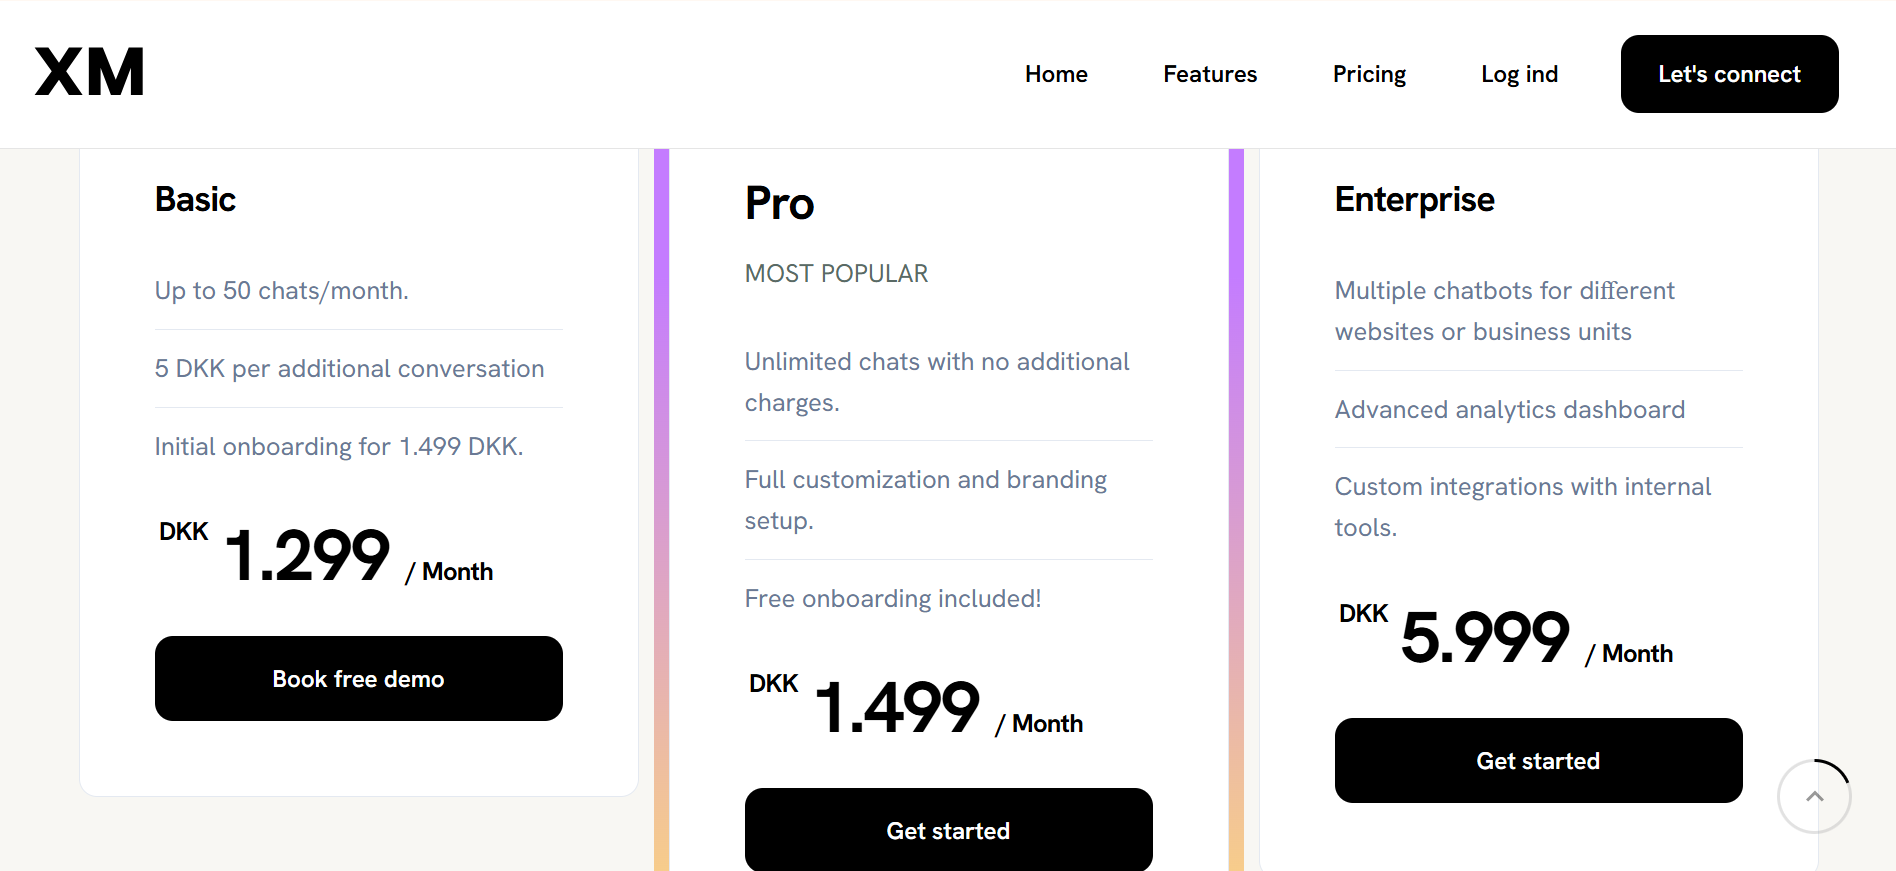 XM
Home
Features
Pricing
Log ind
Let's connect
Basic
Up to 50 chats/month.
5 DKK per additional conversation
Initial onboarding for 1.499 DKK.
DKK 1.299 / Month
Book free demo
Pro
MOST POPULAR
Unlimited chats with no additional
charges.
Full customization and branding
setup.
Free onboarding included!
DKK 1.499 / Month
Get started
Enterprise
Multiple chatbots for different
websites or business units
Advanced analytics dashboard
Custom integrations with internal
tools.
DKK 5.999 / Month
Get started